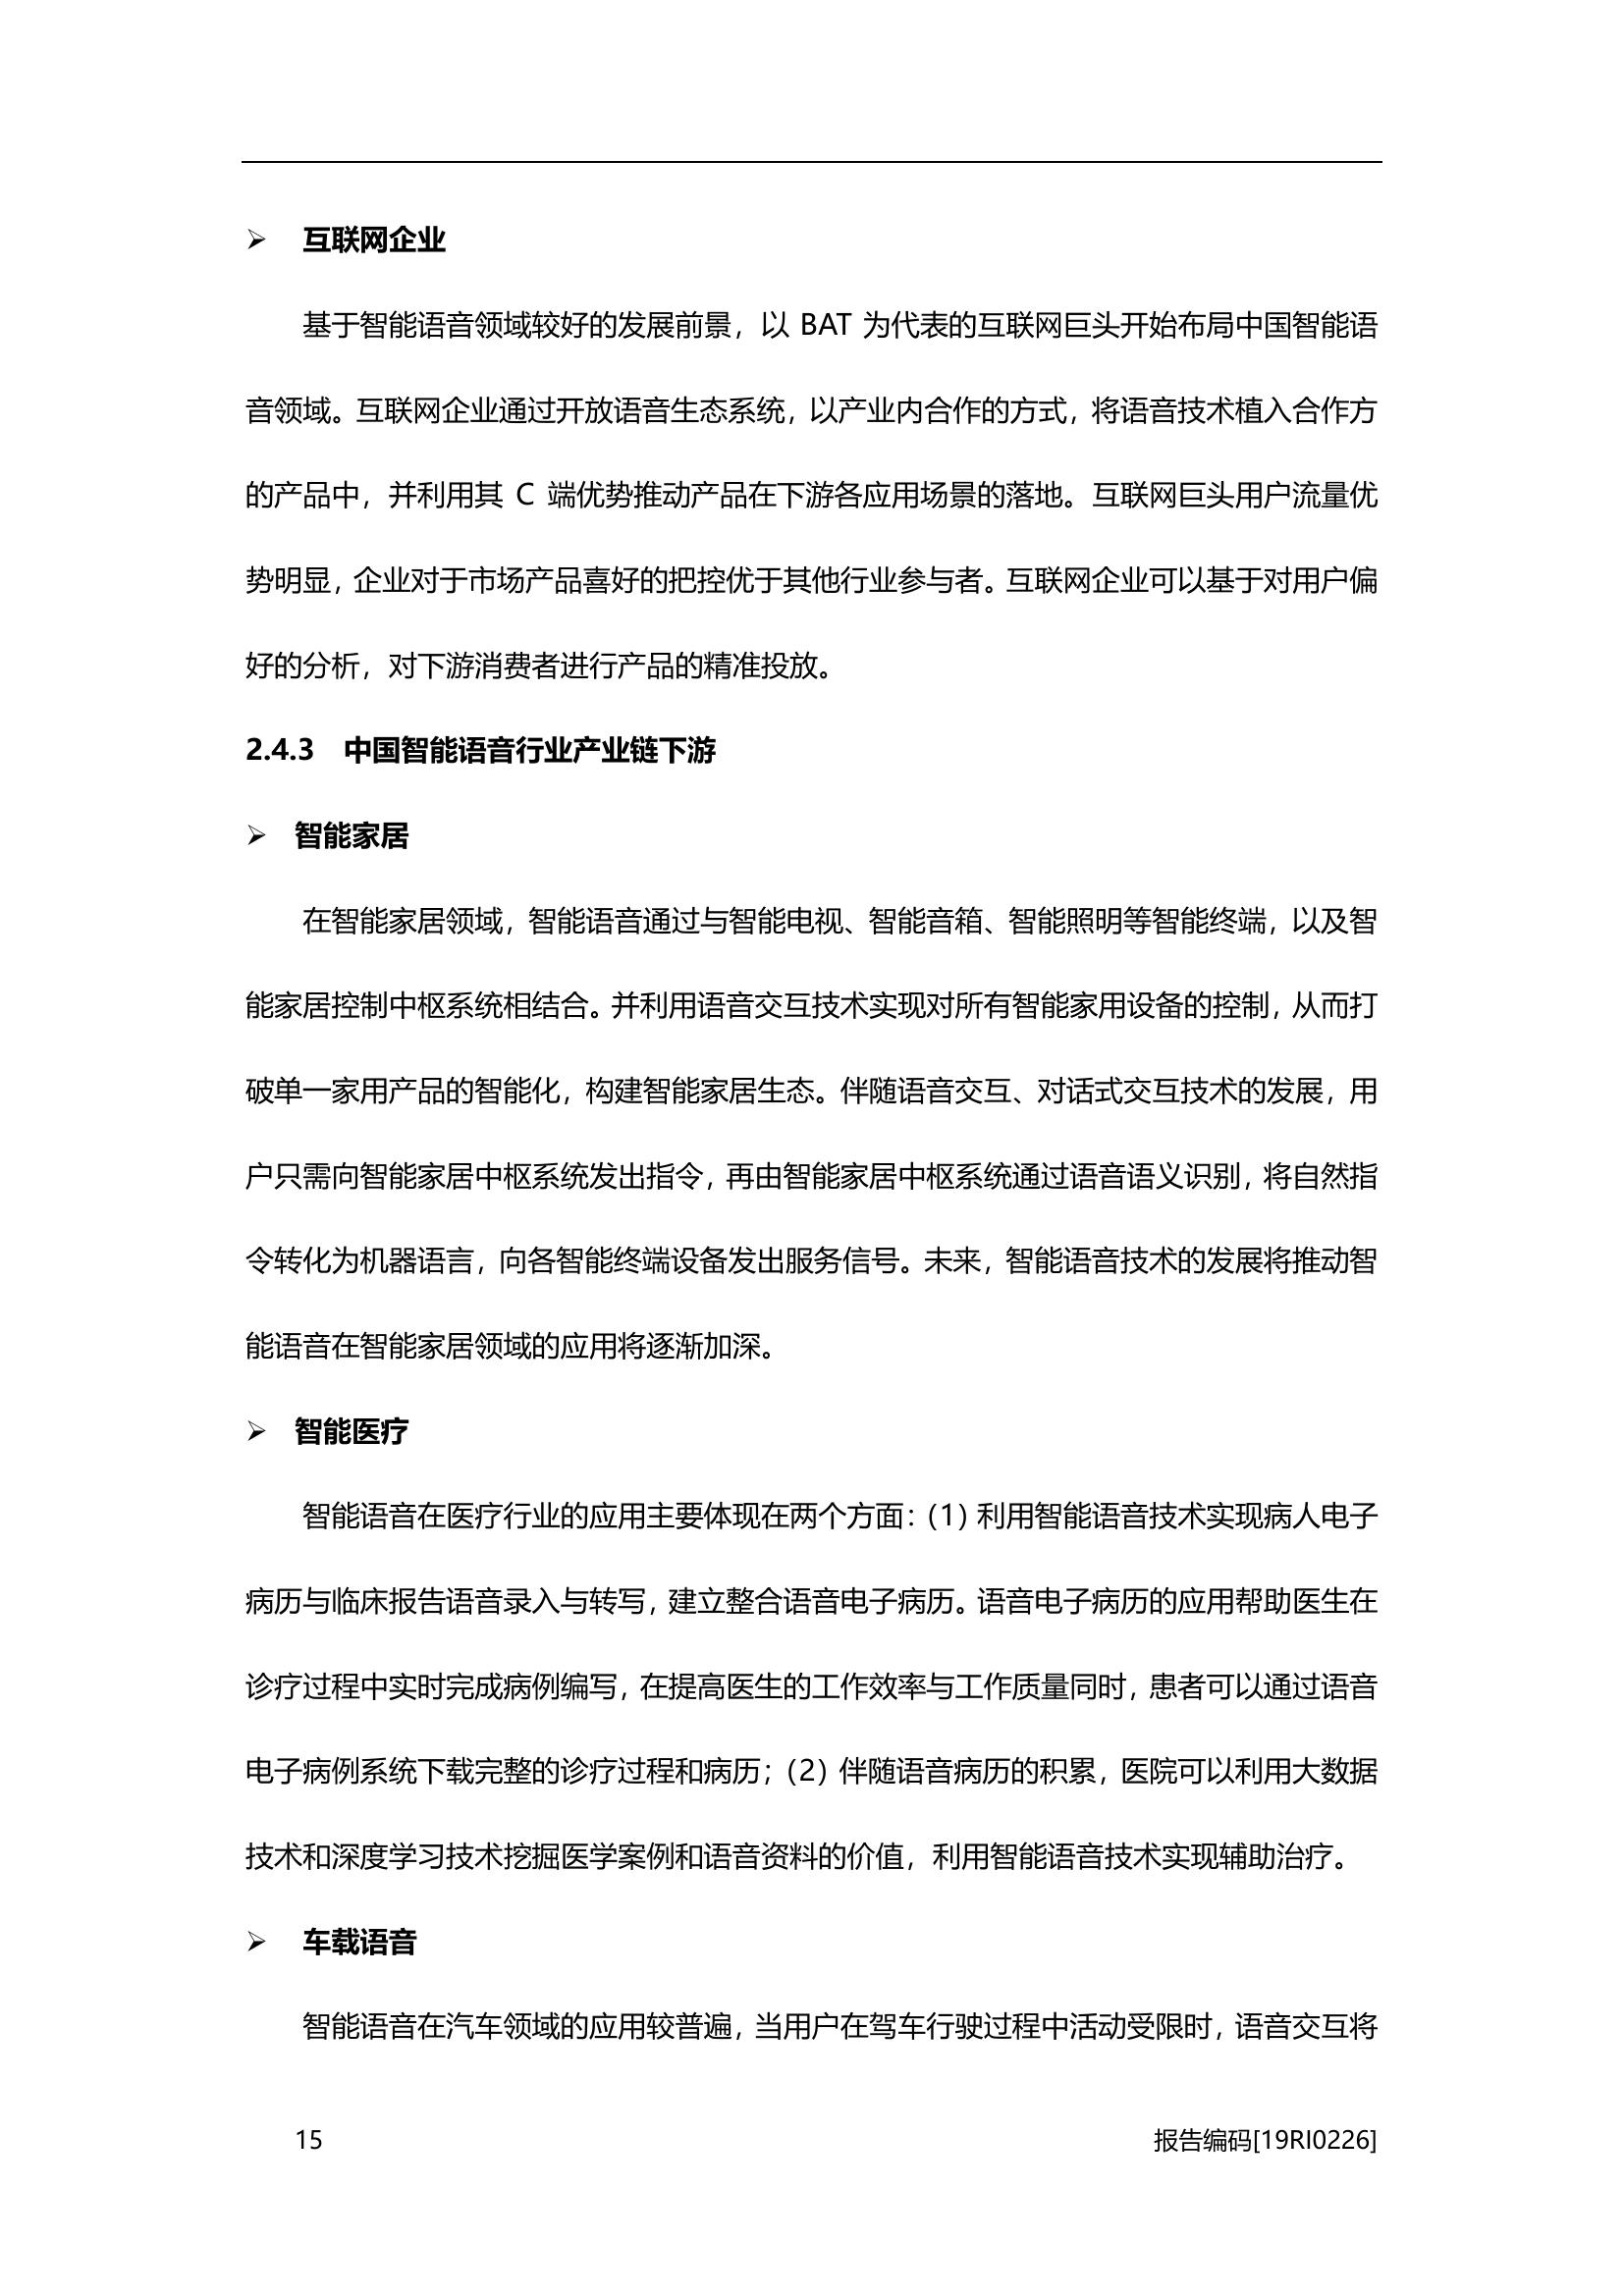 ➢ 互联网企业
基于智能语音领域较好的发展前景，以 BAT 为代表的互联网巨头开始布局中国智能语
音领域。互联网企业通过开放语音生态系统，以产业内合作的方式，将语音技术植入合作方
的产品中，并利用其 C 端优势推动产品在下游各应用场景的落地。互联网巨头用户流量优
势明显，企业对于市场产品喜好的把控优于其他行业参与者。互联网企业可以基于对用户偏
好的分析，对下游消费者进行产品的精准投放。
2.4.3 中国智能语音行业产业链下游
➢ 智能家居
在智能家居领域，智能语音通过与智能电视、智能音箱、智能照明等智能终端，以及智
能家居控制中枢系统相结合。并利用语音交互技术实现对所有智能家用设备的控制，从而打
破单一家用产品的智能化，构建智能家居生态。伴随语音交互、对话式交互技术的发展，用
户只需向智能家居中枢系统发出指令，再由智能家居中枢系统通过语音语义识别，将自然指
令转化为机器语言，向各智能终端设备发出服务信号。未来，智能语音技术的发展将推动智
能语音在智能家居领域的应用将逐渐加深。
➢ 智能医疗
智能语音在医疗行业的应用主要体现在两个方面：（1）利用智能语音技术实现病人电子
病历与临床报告语音录入与转写，建立整合语音电子病历。语音电子病历的应用帮助医生在
诊疗过程中实时完成病例编写，在提高医生的工作效率与工作质量同时，患者可以通过语音
电子病例系统下载完整的诊疗过程和病历；（2）伴随语音病历的积累，医院可以利用大数据
技术和深度学习技术挖掘医学案例和语音资料的价值，利用智能语音技术实现辅助治疗。
➢ 车载语音
智能语音在汽车领域的应用较普遍，当用户在驾车行驶过程中活动受限时，语音交互将
15 报告编码[19RI0226]